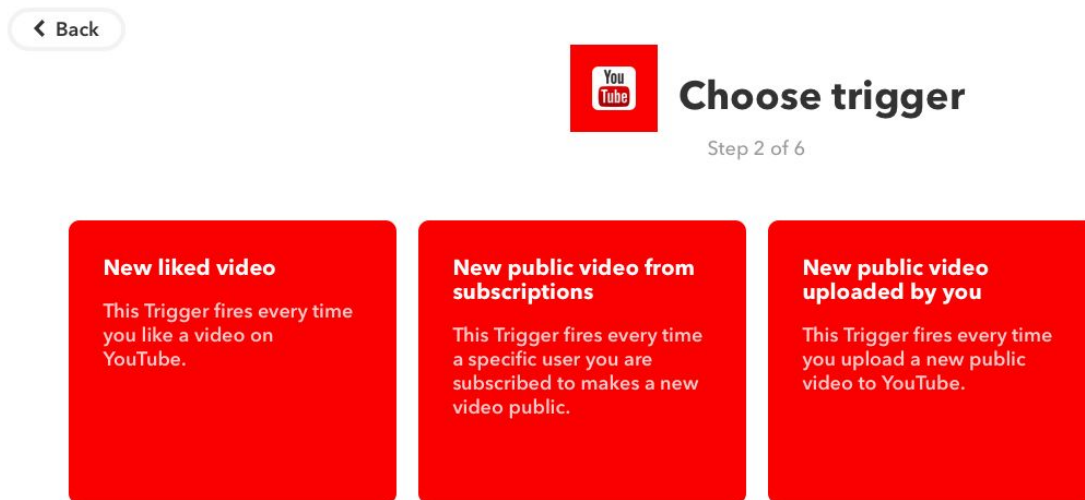 Back
You
Tube
Choose trigger
Step 2 of 6
New liked video
This Trigger fires every time
you like a video on
YouTube.
New public video from
subscriptions
This Trigger fires every time
a specific user you are
subscribed to makes a new
video public.
New public video
uploaded by you
This Trigger fires every time
you upload a new public
video to YouTube.